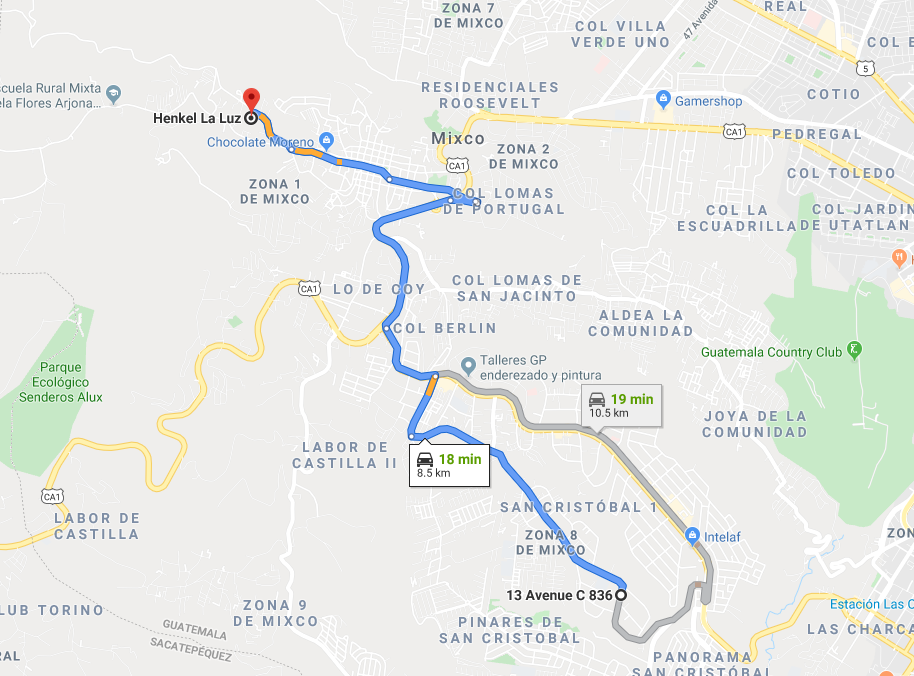 ZONA 7
DE MIXCO
REAL
COL VILLA
VERDE UNO
47 Avenida
COL E
5
scuela Rural Mixta
ela Flores Arjona...
RESIDENCIALES
ROOSEVELT
COTIO
Gamershop
Henkel La Luz
Chocolate Moreno
Mixco
CA1
PEDREGAL
ZONA 2
DE MIXCO
CA1
COL TOLEDO
ZONA 1
DE MIXCO
COL LOMAS
DE PORTUGAL
COL LA
ESCUADRILLA
COL JARDIN
DE UTATLAN
CA1
LO DE COY
COL LOMAS DE
SAN JACINTO
ALDEA LA
COMUNIDAD
COL BERLIN
Guatemala Country Club
Parque
Ecológico
Senderos Alux
Talleres GP
enderezado y pintura
19 min
10.5 km
JOYA DE LA
COMUNIDAD
LABOR DE
CASTILLA II
18 min
8.5 km
CA1
LABOR DE
CASTILLA
SAN CRISTÓBAL 1
ZONA 8
DE MIXCO
Intelaf
ZON
13 Avenue C 836
LUB TORINO
ZONA 9
DE MIXCO
Estación Las C
GUATEMALA
SACATEPÉQUEZ
PINARES DE
SAN CRISTOBAL
LAS CHARCA
RAL
PANORAMA
SAN CRISTÓBAL